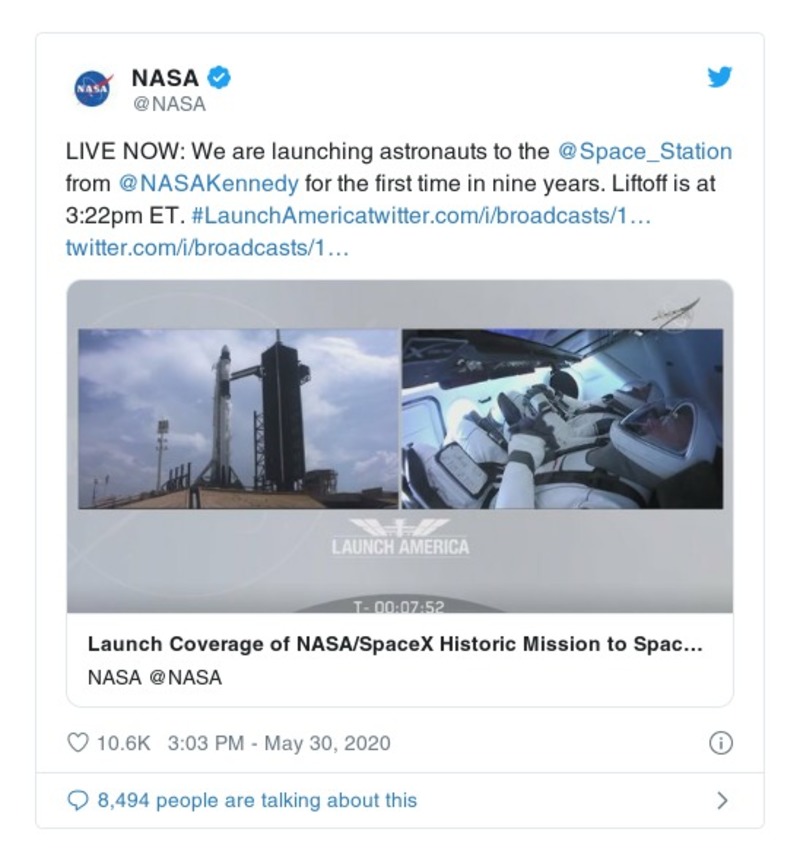 NASA
@NASA
LIVE NOW: We are launching astronauts to the @Space_Station
from @NASAKennedy for the first time in nine years. Liftoff is at
3:22pm ET. #LaunchAmericatwitter.com/i/broadcasts/1…
twitter.com/i/broadcasts/1…
LAUNCH AMERICA
T- 00:07:52
Launch Coverage of NASA/SpaceX Historic Mission to Spac…
NASA @NASA
10.6K 3:03 PM - May 30, 2020
8,494 people are talking about this